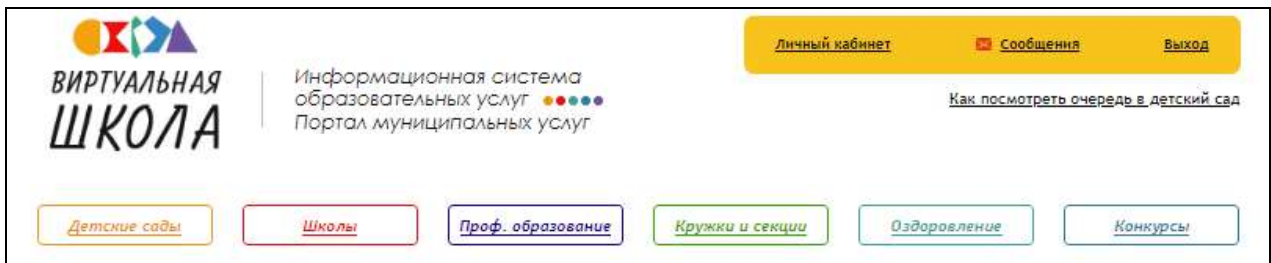 Личный кабинет Сообщения Выход
ВИРТУАЛЬНАЯ
ШКОЛА
Информационная система
образовательных услуг
Портал муниципальных услуг
Как посмотреть очередь в детский сад
Детские сады Школы Проф. образование Кружки и секции Оздоровление Конкурсы